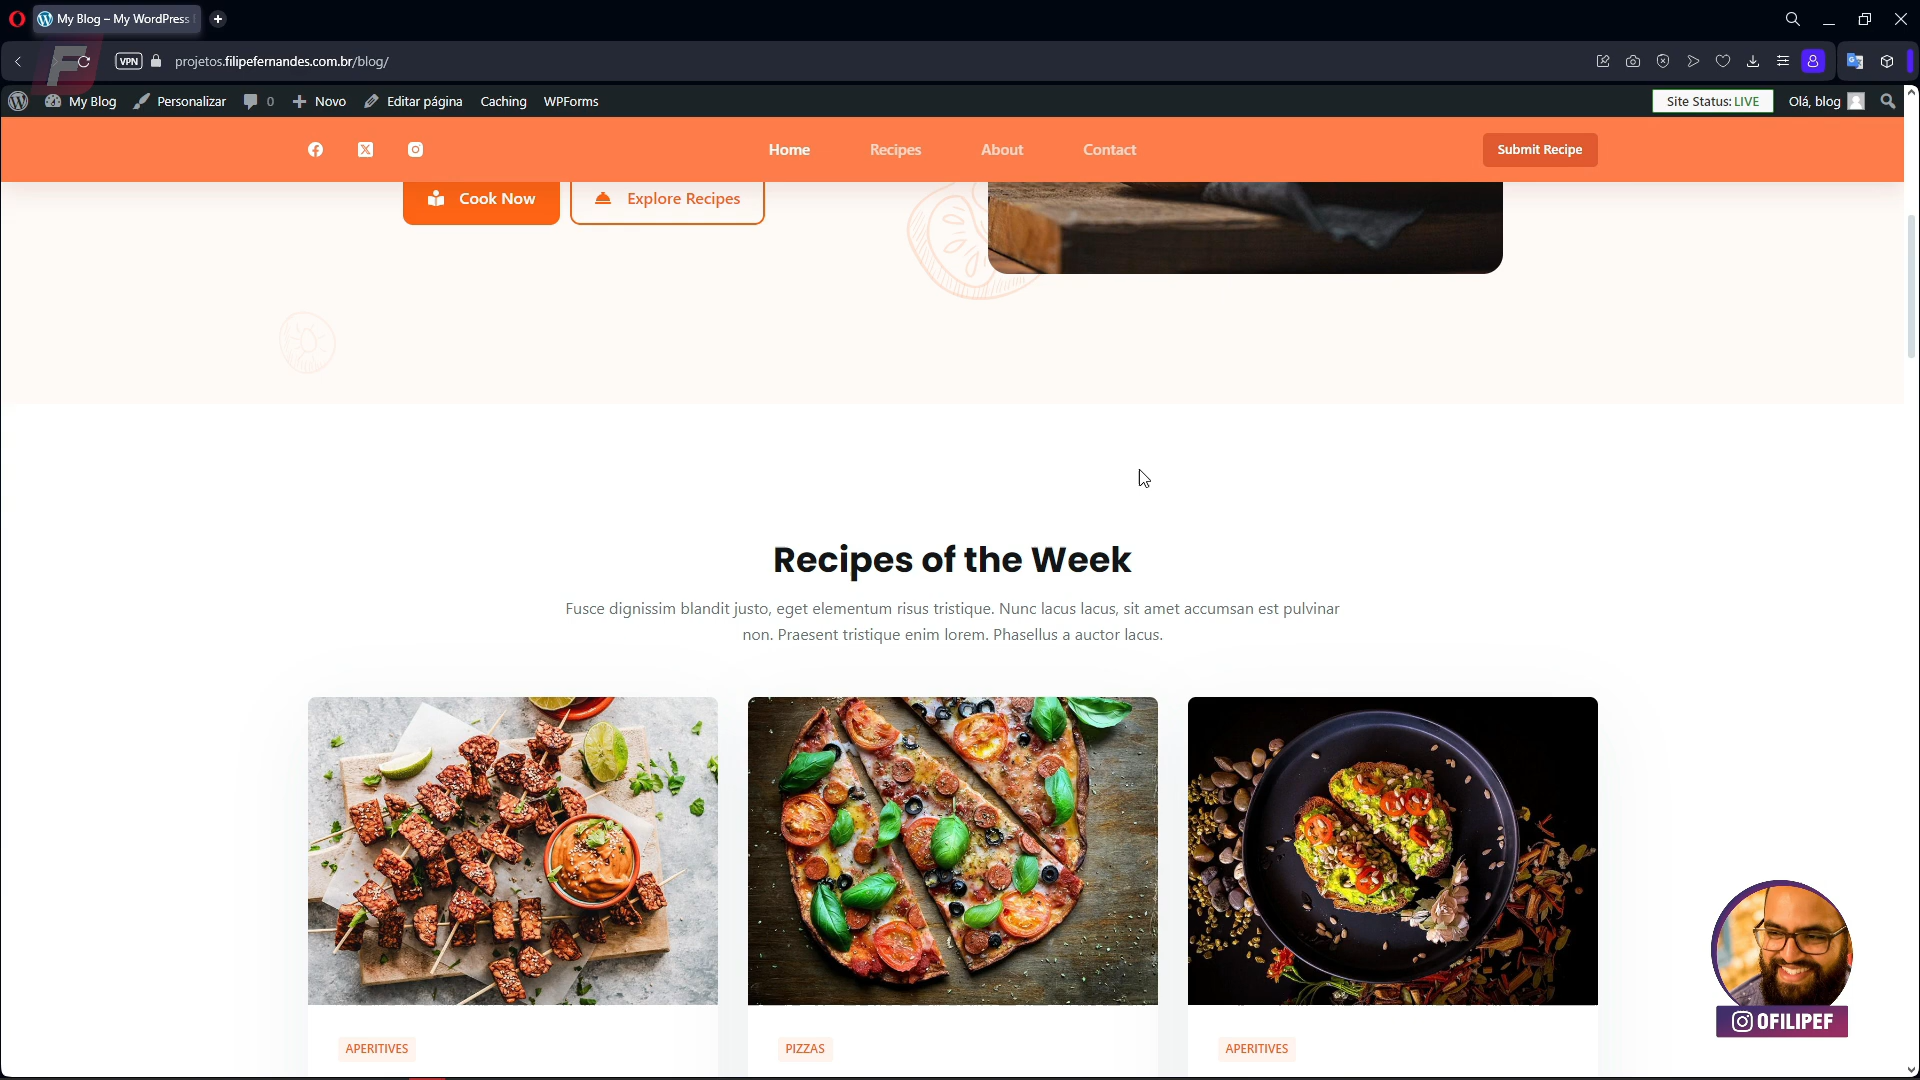 My Blog – My WordPress
VPN
projetos.filipefernandes.com.br/blog/
My Blog
Personalizar
0
Novo
Editar página
Caching
WPForms
Site Status: LIVE
Olá, blog
Home
Recipes
About
Contact
Submit Recipe
Cook Now
Explore Recipes
Recipes of the Week
Fusce dignissim blandit justo, eget elementum risus tristique. Nunc lacus lacus, sit amet accumsan est pulvinar
non. Praesent tristique enim lorem. Phasellus a auctor lacus.
APERITIVES
PIZZAS
APERITIVES
OFILIPEF